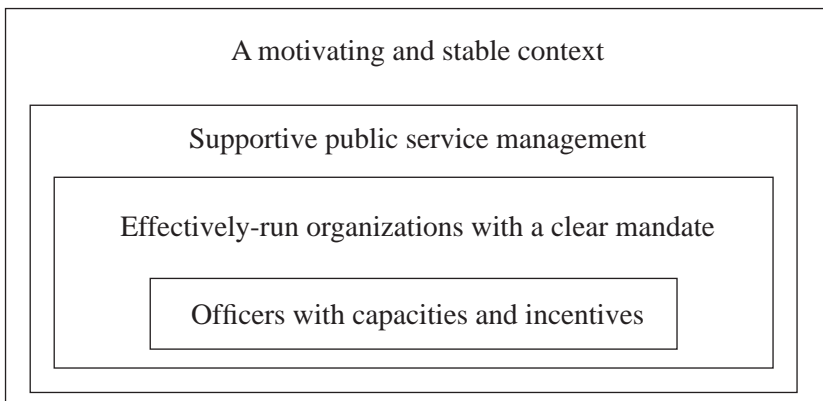 A motivating and stable context
Supportive public service management
Effectively-run organizations with a clear mandate
Officers with capacities and incentives